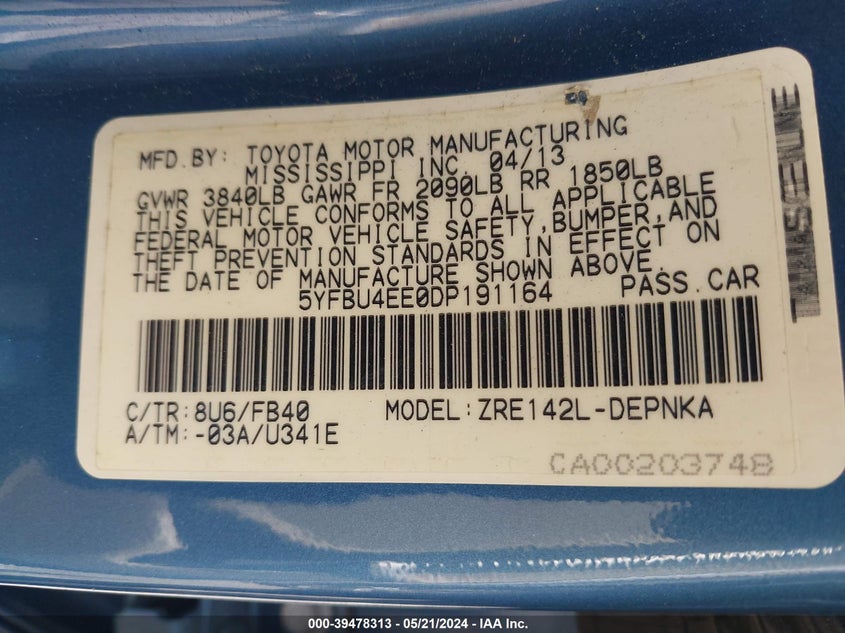 MFD.BY: TOYOTA MOTOR MANUFACTURING
MISSISSIPPI INC. 04/13
GVWR 3840LB GAWR FR 2090LB RR 1850LB
THIS VEHICLE CONFORMS TO ALL APPLICABLE
FEDERAL MOTOR VEHICLE SAFETY,BUMPER,AND
THEFT PREVENTION STANDARDS IN EFFECT ON
THE DATE OF MANUFACTURE SHOWN ABOVE.
5YFBU4EE0DP191164 PASS.CAR
C/TR:8U6/FB40 MODEL:ZRE142L-DEPNKA
A/TM:-03A/U341E
CA00203748
000-39478313 - 05/21/2024 - IAA Inc.